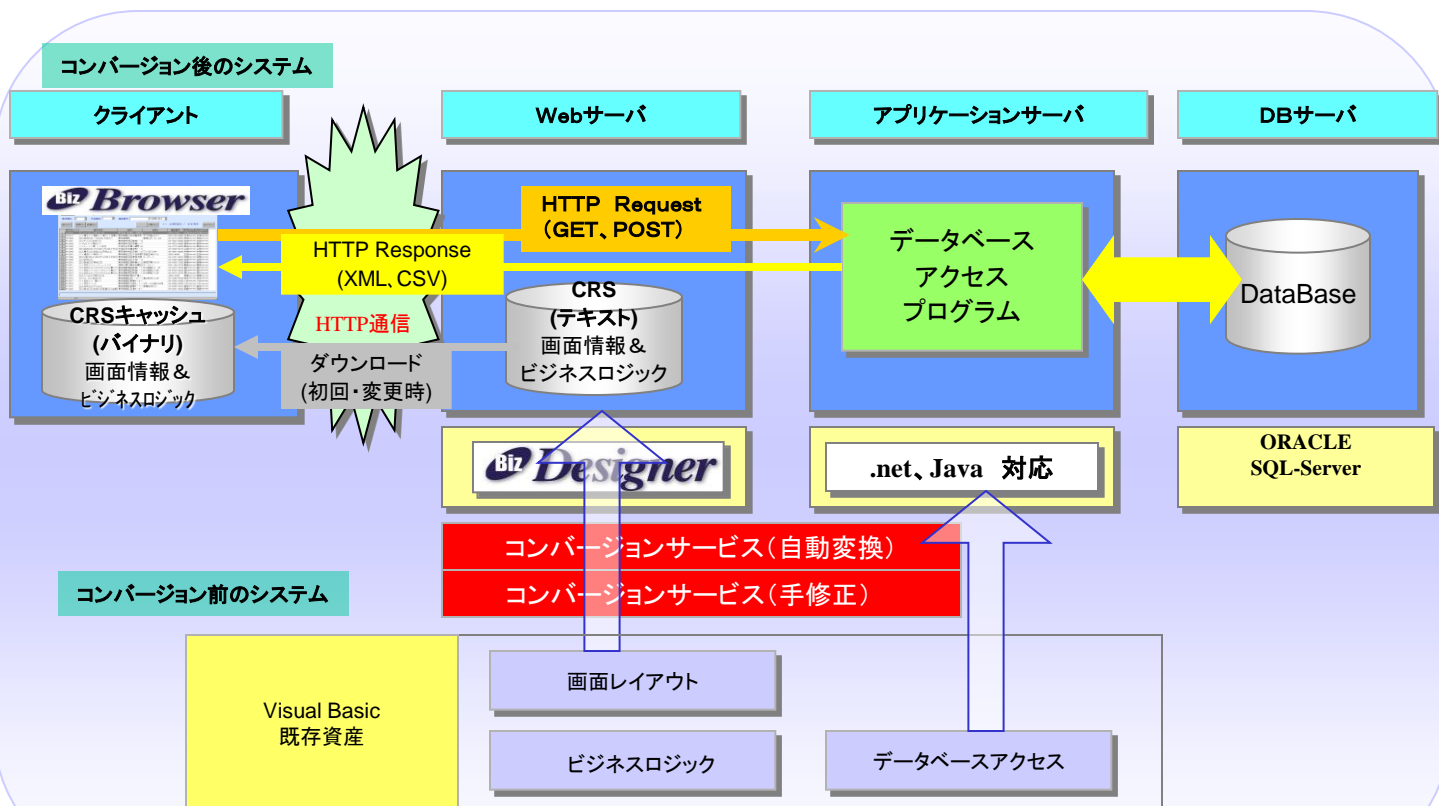 コンバージョン後のシステム
クライアント
Webサーバ
アプリケーションサーバ
DBサーバ
Biz Browser
HTTP Request
(GET、POST)
HTTP Response
(XML、CSV)
データベース
アクセス
プログラム
DataBase
CRSキャッシュ
(バイナリ)
画面情報&
ビジネスロジック
HTTP通信
ダウンロード
(初回・変更時)
CRS
(テキスト)
画面情報&
ビジネスロジック
Biz Designer
.net、Java 対応
ORACLE
SQL-Server
コンバージョンサービス(自動変換)
コンバージョンサービス(手修正)
コンバージョン前のシステム
Visual Basic
既存資産
画面レイアウト
ビジネスロジック
データベースアクセス